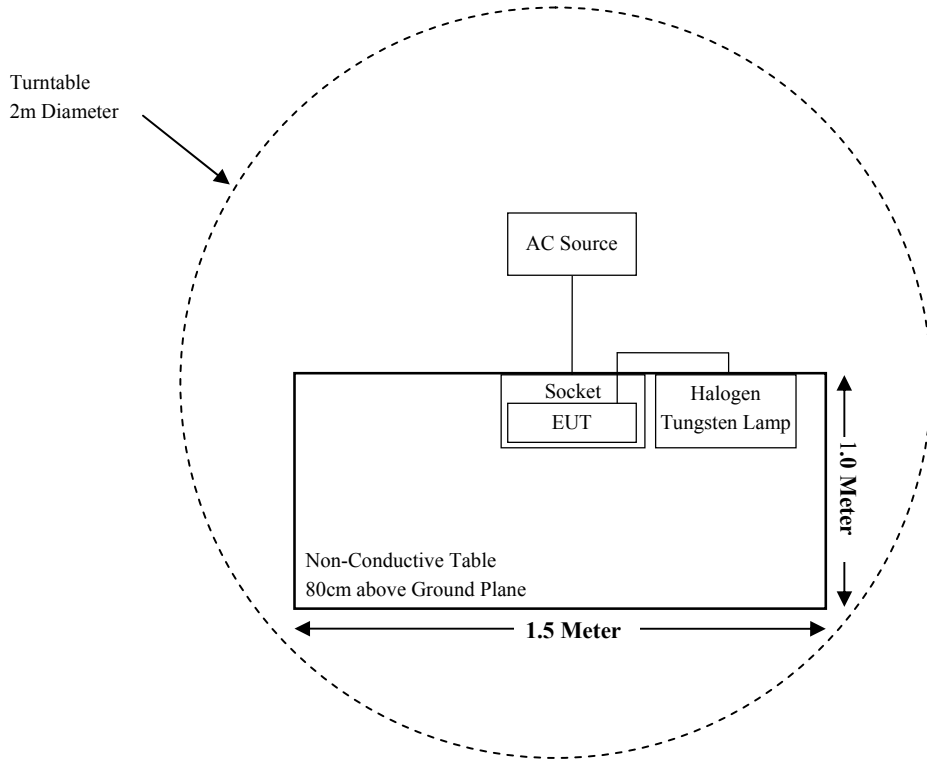 Turntable
2m Diameter
AC Source
Socket
EUT
Halogen
Tungsten Lamp
1.0 Meter
Non-Conductive Table
80cm above Ground Plane
1.5 Meter